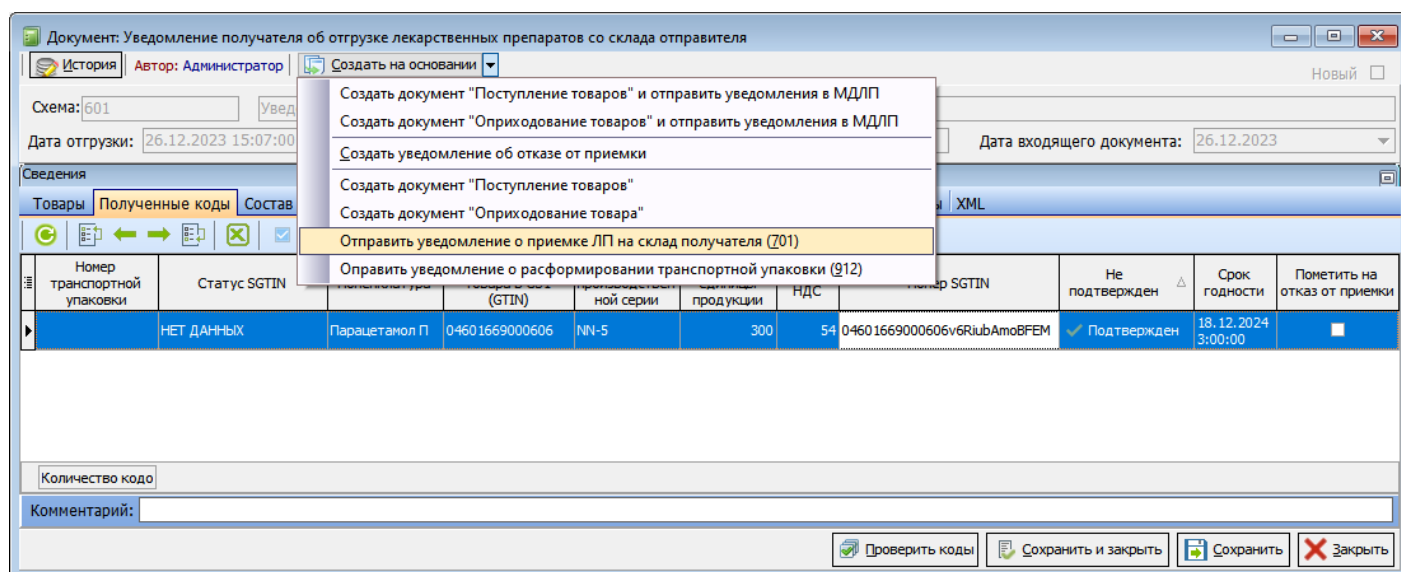 Документ: Уведомление получателя об отгрузке лекарственных препаратов со склада отправителя
История Автор: Администратор Создать на основании Новый
Создать документ "Поступление товаров" и отправить уведомления в МДЛП
Схема: 601 Увед
Создать документ "Оприходование товаров" и отправить уведомления в МДЛП
Дата отгрузки: 26.12.2023 15:07:00 Дата входящего документа: 26.12.2023
Создать уведомление об отказе от приемки
Сведения
Создать документ "Поступление товаров"
Товары Полученные коды Состав XML
Создать документ "Оприходование товара"
Отправить уведомление о приемке ЛП на склад получателя (701)
Оправить уведомление о расформировании транспортной упаковки (912)
Номер транспортной упаковки Статус SGTIN (GTIN) ной серии продукции НДС SGTIN Не подтвержден Срок годности Пометить на отказ от приемки
НЕТ ДАННЫХ Парацетамол П 04601669000606 NN-5 300 54 04601669000606v6RiubAmoBFEM Подтвержден 18.12.2024 3:00:00
Количество кодо
Комментарий:
Проверить коды Сохранить и закрыть Сохранить Закрыть